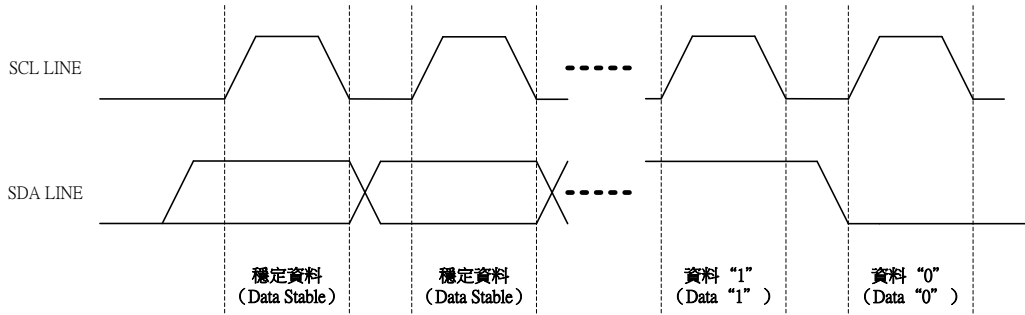 SCL LINE
SDA LINE
穩定資料
（Data Stable）
穩定資料
（Data Stable）
資料 “1”
（Data “1” ）
資料 “0”
（Data “0” ）